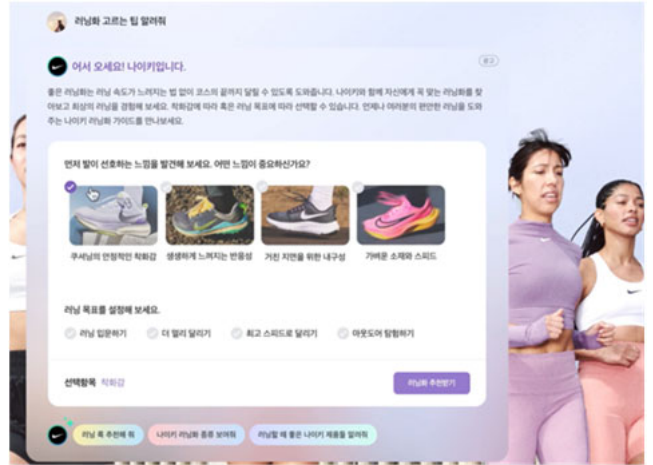 러닝화 고르는 팁 알려줘
어서 오세요! 나이키입니다.
광고
좋은 러닝화는 러닝 속도가 느려지는 법 없이 코스의 끝까지 달릴 수 있도록 도와줍니다. 나이키와 함께 자신에게 꼭 맞는 러닝화를 찾
아보고 최상의 러닝을 경험해 보세요. 착화감에 따라 혹은 러닝 목표에 따라 선택할 수 있습니다. 언제나 여러분의 편안한 러닝을 도와
주는 나이키 러닝화 가이드를 만나보세요.
먼저 발이 선호하는 느낌을 발견해 보세요. 어떤 느낌이 중요하신가요?
쿠셔닝의 안정적인 착화감 생생하게 느껴지는 반응성 거친 지면을 위한 내구성 가벼운 소재와 스피드
러닝 목표를 설정해 보세요.
러닝 입문하기 더 멀리 달리기 최고 스피드로 달리기 아웃도어 탐험하기
선택항목 착화감 러닝화 추천받기
러닝 룩 추천해 줘 나이키 러닝화 종류 보여줘 러닝할 때 좋은 나이키 제품들 알려줘